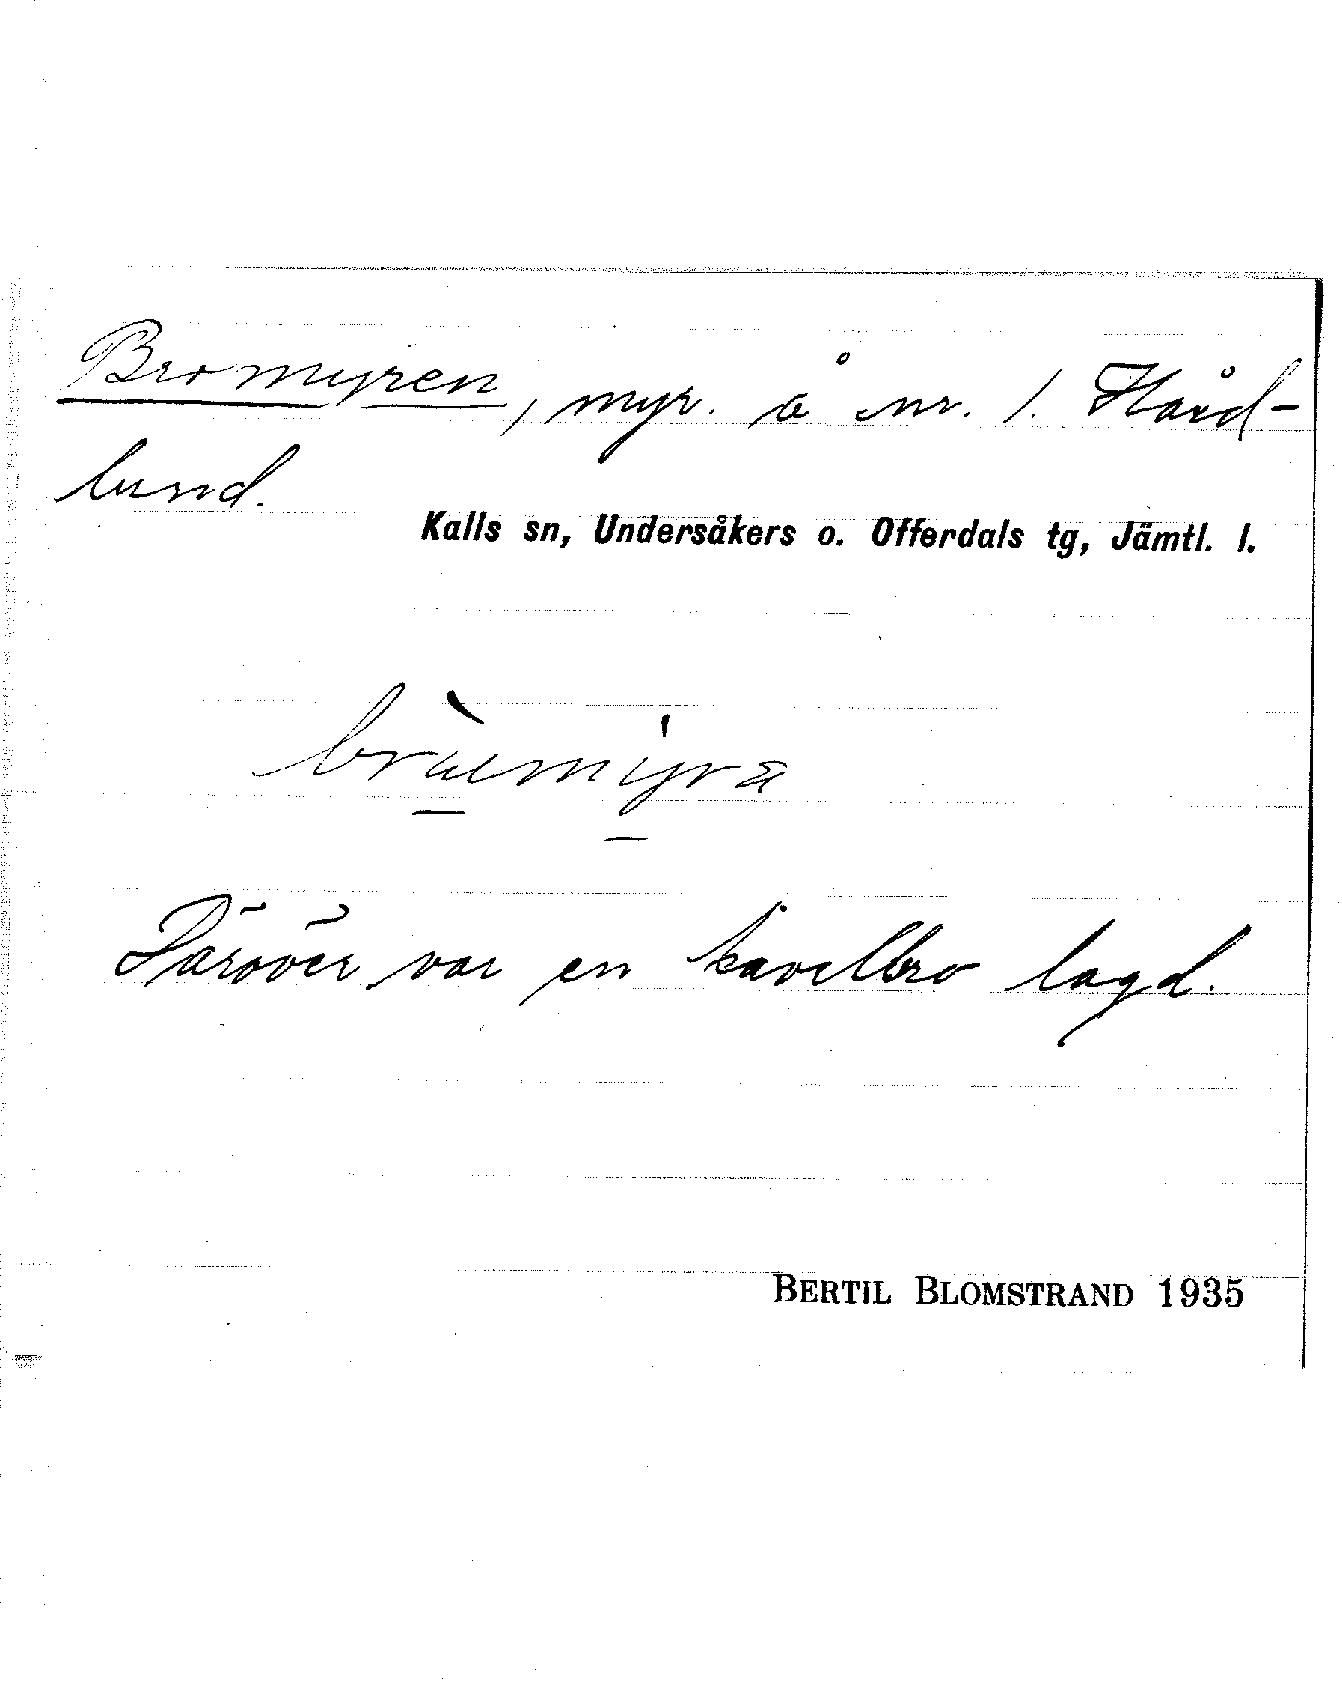 Bromyren, myr. å nr. 1. Hård-
lund.
Kalls sn, Undersåkers o. Offerdals tg, Jämtl. l.
bràemýra
Däröver var en kavelbro lagd.
BERTIL BLOMSTRAND 1935